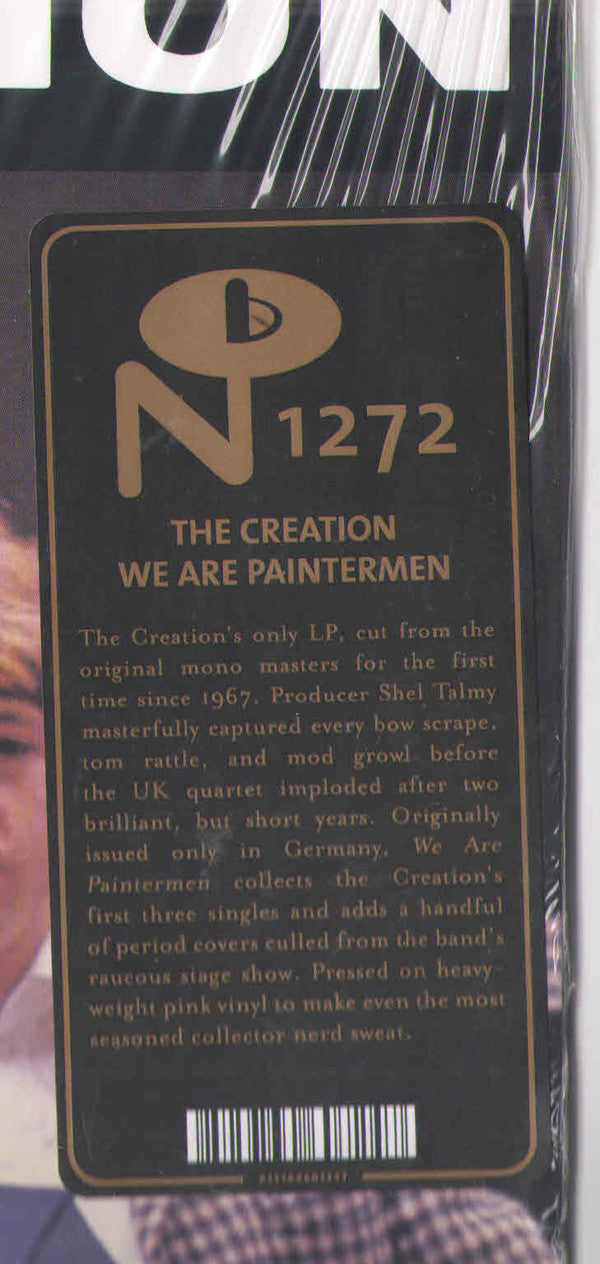 ION
N 1272
THE CREATION
WE ARE PAINTERMEN
The Creation's only LP, cut from the
original mono masters for the first
time since 1967. Producer Shel Talmy
masterfully captured every bow scrape,
tom rattle, and mod growl before
the UK quartet imploded after two
brilliant, but short years. Originally
issued only in Germany, We Are
Paintermen collects the Creation's
first three singles and adds a handful
of period covers culled from the band's
raucous stage show. Pressed on heavy-
weight pink vinyl to make even the most
seasoned collector nerd sweat.